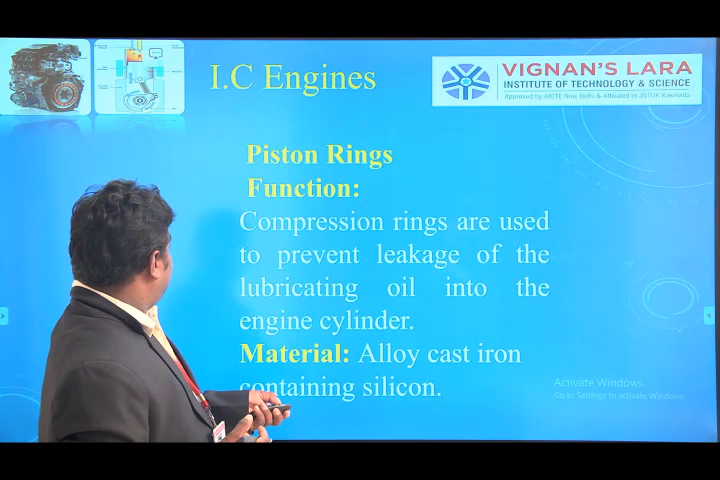 I.C Engines
VIGNAN'S LARA
INSTITUTE OF TECHNOLOGY & SCIENCE
Approved by AICTE New Delhi & Affiliated to JNTUK Kakinada
Piston Rings
Function:
Compression rings are used
to prevent leakage of the
lubricating oil into the
engine cylinder.
Material: Alloy cast iron
containing silicon.
Activate Windows
Go to Settings to activate Windows.